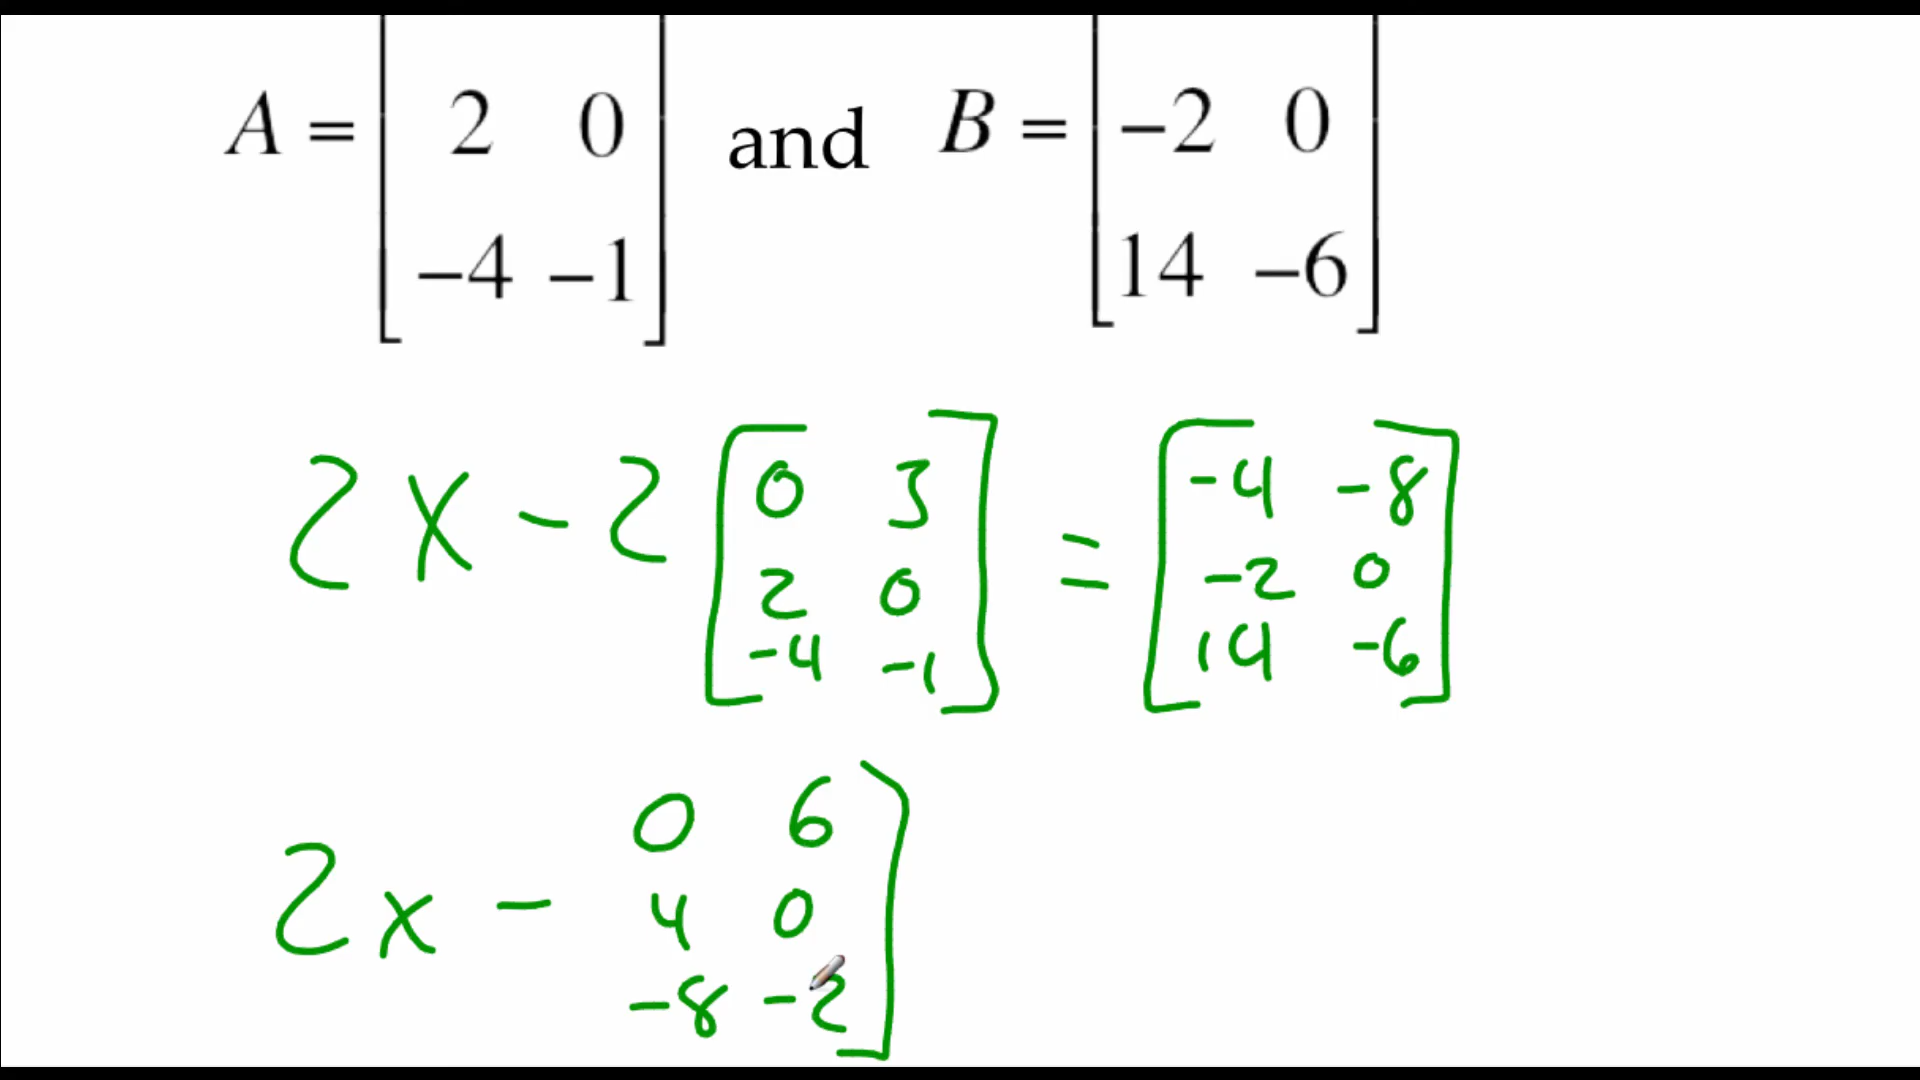 A = [ 2 0 and B = [ -2 0
-4 -1 ] 14 -6 ]
2x - 2 [ 0 3 ] = [ -4 -8 ]
2 0 -2 0
-4 -1 14 -6
2x - 0 6 ]
4 0
-8 -2